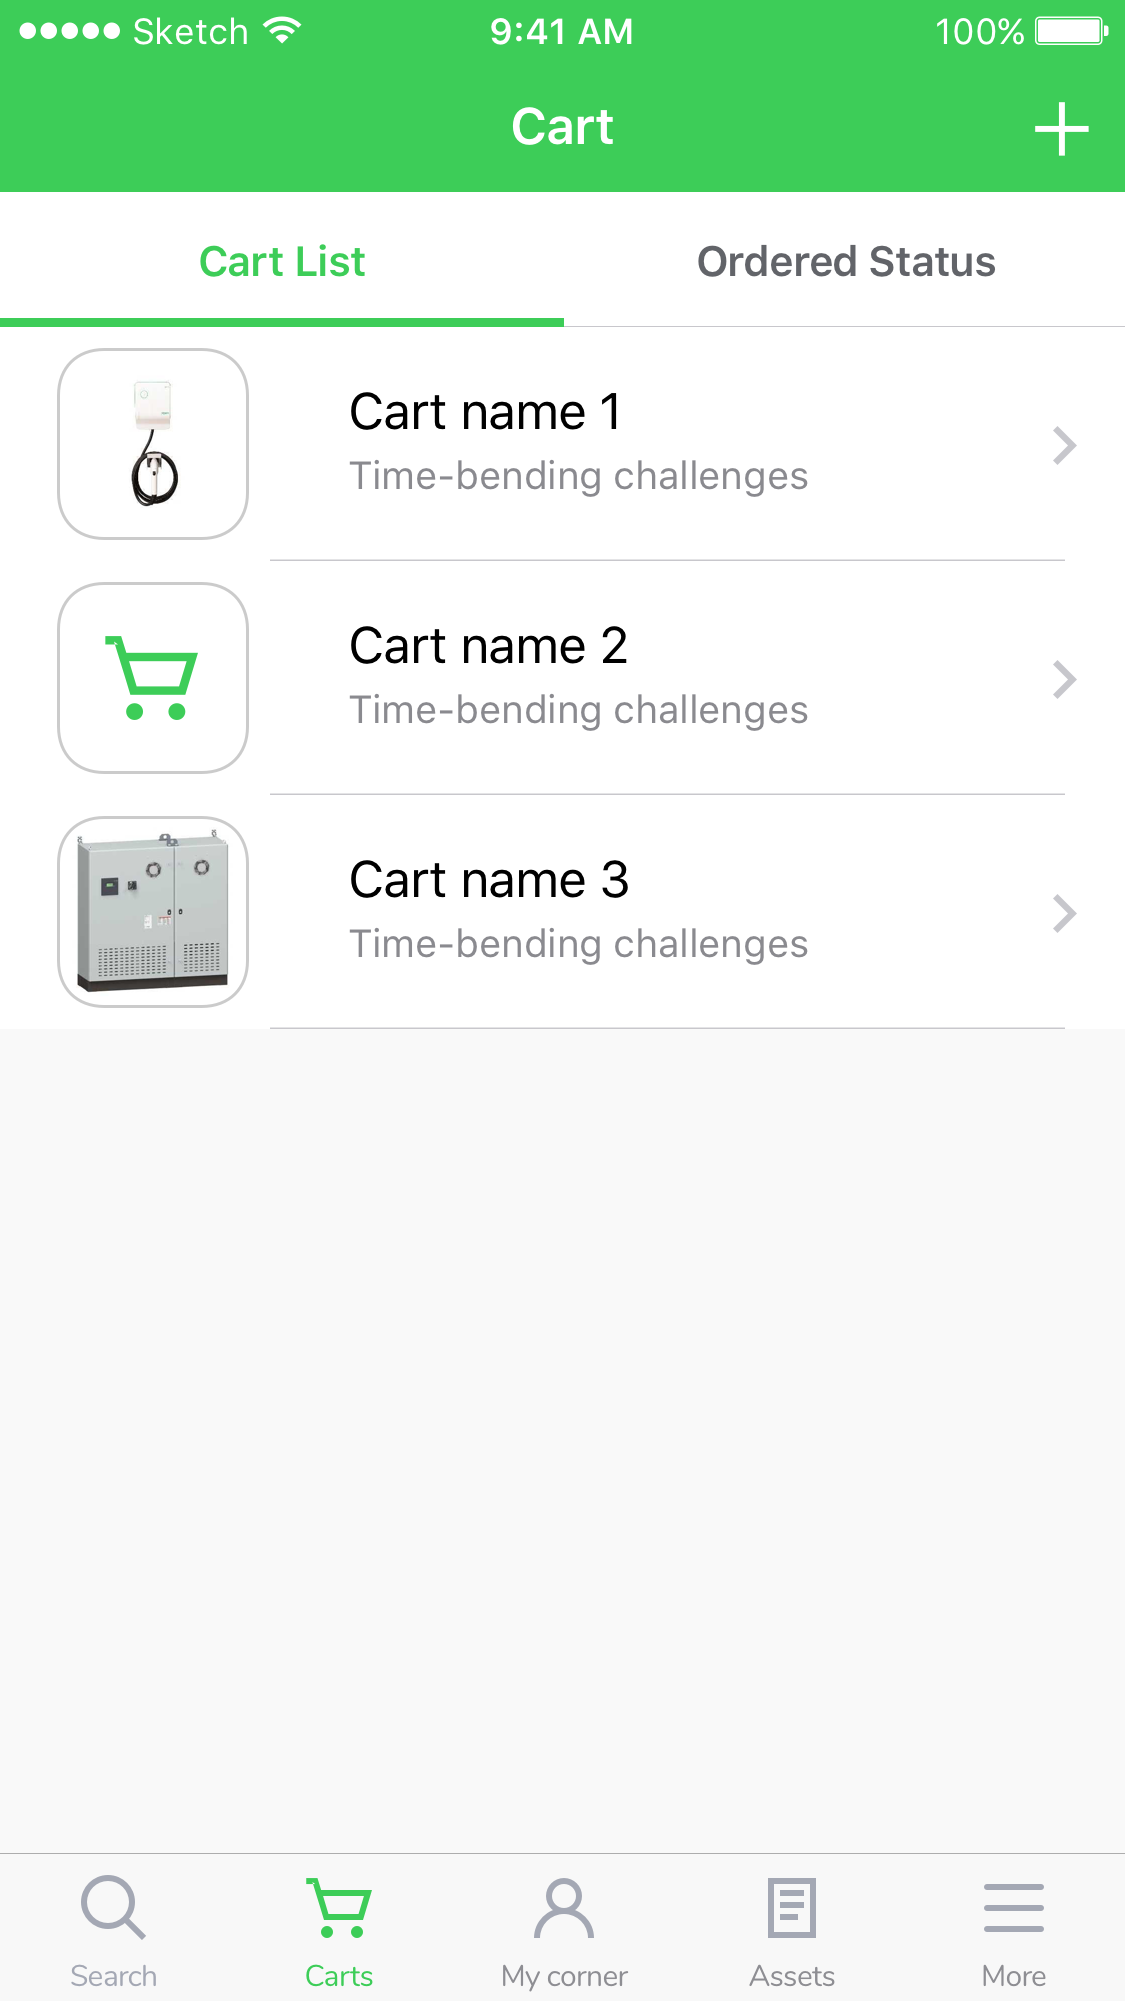 Sketch 9:41 AM 100%
Cart
Cart List Ordered Status
Cart name 1
Time-bending challenges
Cart name 2
Time-bending challenges
Cart name 3
Time-bending challenges
Search Carts My corner Assets More